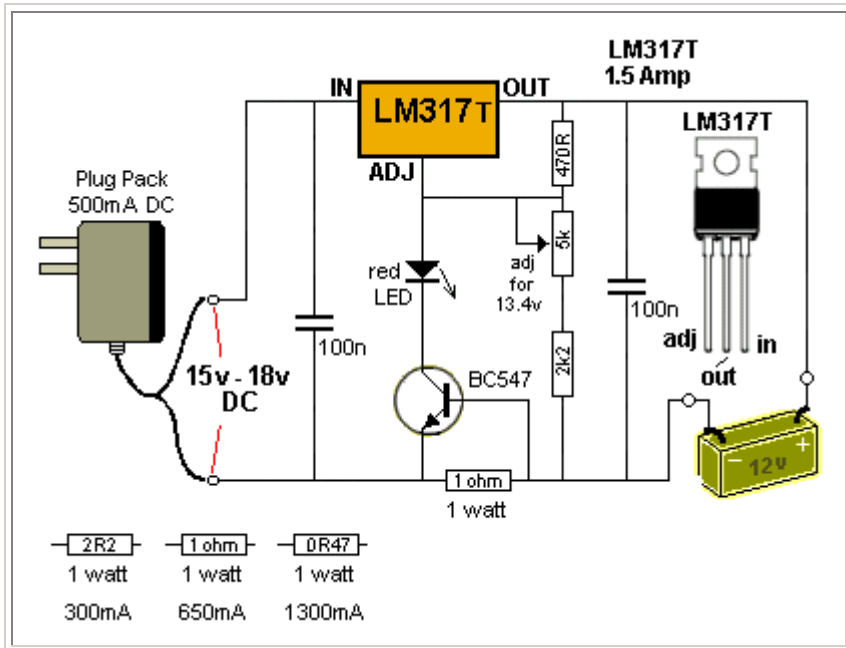 LM317T
1.5 Amp
IN
OUT
LM317T
ADJ
470R
LM317T
Plug Pack
500mA DC
5k
adj
for
13.4v
red
LED
100n
100n
adj
in
out
15v - 18v
DC
BC547
2k2
1 ohm
1 watt
– +
12V
2R2
1 ohm
0R47
1 watt
1 watt
1 watt
300mA
650mA
1300mA